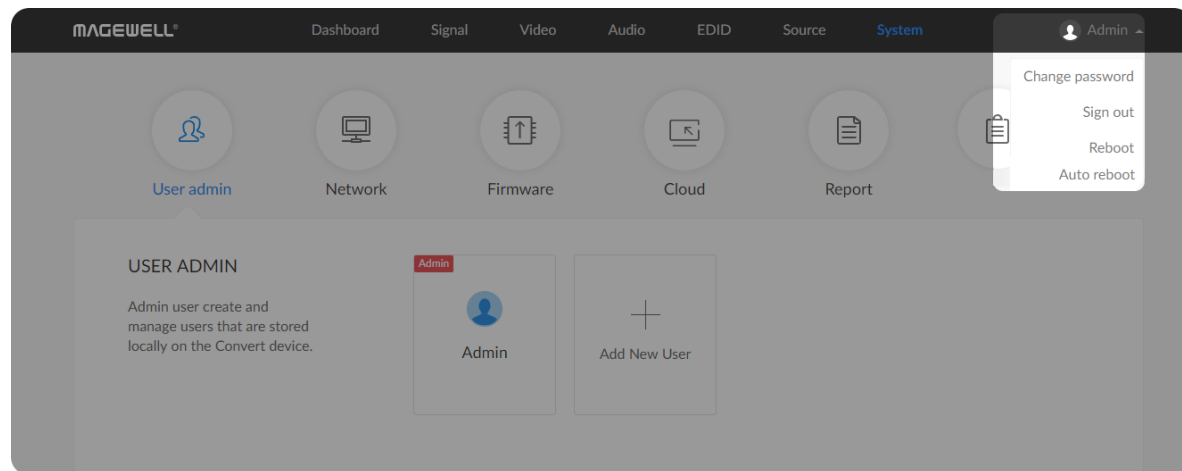 MAGEWELL®
Dashboard Signal Video Audio EDID Source System Admin
Change password
Sign out
Reboot
Auto reboot
User admin Network Firmware Cloud Report
USER ADMIN
Admin user create and
manage users that are stored
locally on the Convert device.
Admin
Admin
Add New User